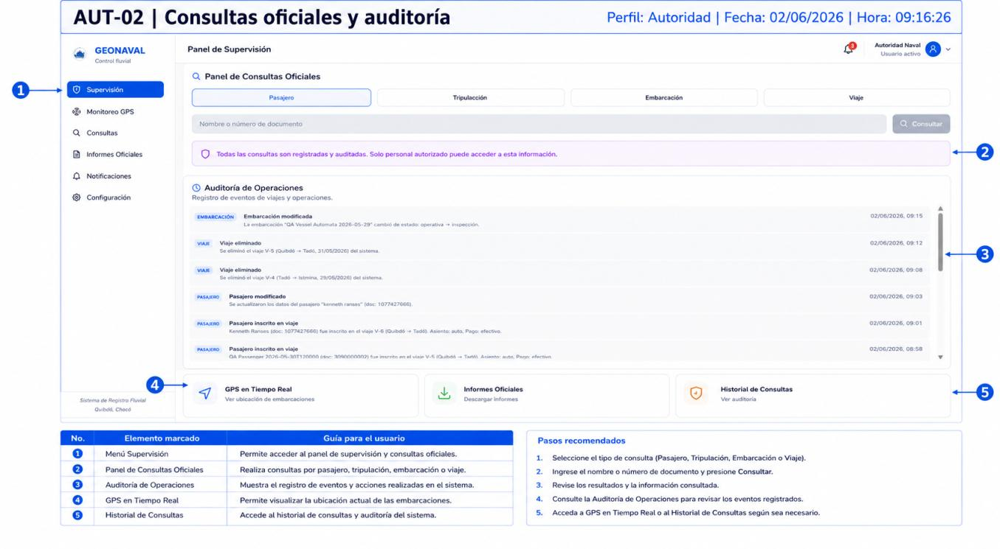 AUT-02 | Consultas oficiales y auditoría
Perfil: Autoridad | Fecha: 02/06/2026 | Hora: 09:16:26
GEONAVAL
Control fluvial
Panel de Supervisión
3
Autoridad Naval
Usuario activo
1
Supervisión
Monitoreo GPS
Consultas
Informes Oficiales
Notificaciones
Configuración
Sistema de Registro Fluvial
Quibdó, Chocó
Panel de Consultas Oficiales
Pasajero
Tripulacción
Embarcación
Viaje
Nombre o número de documento
Consultar
Todas las consultas son registradas y auditadas. Solo personal autorizado puede acceder a esta información.
2
Auditoría de Operaciones
Registro de eventos de viajes y operaciones.
EMBARCACIÓN Embarcación modificada 02/06/2026, 09:15
La embarcación "QA Vessel Automata 2026-05-29" cambió de estado: operativa → inspección.
VIAJE Viaje eliminado 02/06/2026, 09:12
Se eliminó el viaje V-5 (Quibdó → Tadó, 31/05/2026) del sistema.
3
VIAJE Viaje eliminado 02/06/2026, 09:08
Se eliminó el viaje V-4 (Tadó → Istmina, 29/05/2026) del sistema.
PASAJERO Pasajero modificado 02/06/2026, 09:03
Se actualizaron los datos del pasajero "kenneth ranses" (doc: 1077427666).
PASAJERO Pasajero inscrito en viaje 02/06/2026, 09:01
Kenneth Ranses (doc: 1077427666) fue inscrito en el viaje V-6 (Quibdó → Tadó). Asiento: auto, Pago: efectivo.
PASAJERO Pasajero inscrito en viaje 02/06/2026, 08:58
QA Passenger 2026-05-30T120000 (doc: 3090000002) fue inscrito en el viaje V-5 (Quibdó → Tadó). Asiento: auto, Pago: efectivo
4
GPS en Tiempo Real
Ver ubicación de embarcaciones
Informes Oficiales
Descargar informes
Historial de Consultas
Ver auditoría
5
No. Elemento marcado Guía para el usuario
1 Menú Supervisión Permite acceder al panel de supervisión y consultas oficiales.
2 Panel de Consultas Oficiales Realiza consultas por pasajero, tripulación, embarcación o viaje.
3 Auditoría de Operaciones Muestra el registro de eventos y acciones realizadas en el sistema.
4 GPS en Tiempo Real Permite visualizar la ubicación actual de las embarcaciones.
5 Historial de Consultas Accede al historial de consultas y auditoría del sistema.
Pasos recomendados
1. Seleccione el tipo de consulta (Pasajero, Tripulación, Embarcación o Viaje).
2. Ingrese el nombre o número de documento y presione Consultar.
3. Revise los resultados y la información consultada.
4. Consulte la Auditoría de Operaciones para revisar los eventos registrados.
5. Acceda a GPS en Tiempo Real o al Historial de Consultas según sea necesario.